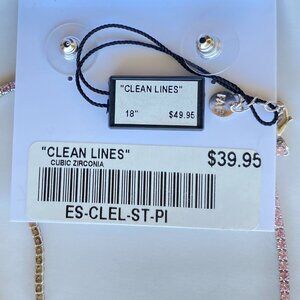 "CLEAN LINES"
18" $49.95
"CLEAN LINES" $39.95
CUBIC ZIRCONIA
ES-CLEL-ST-PI